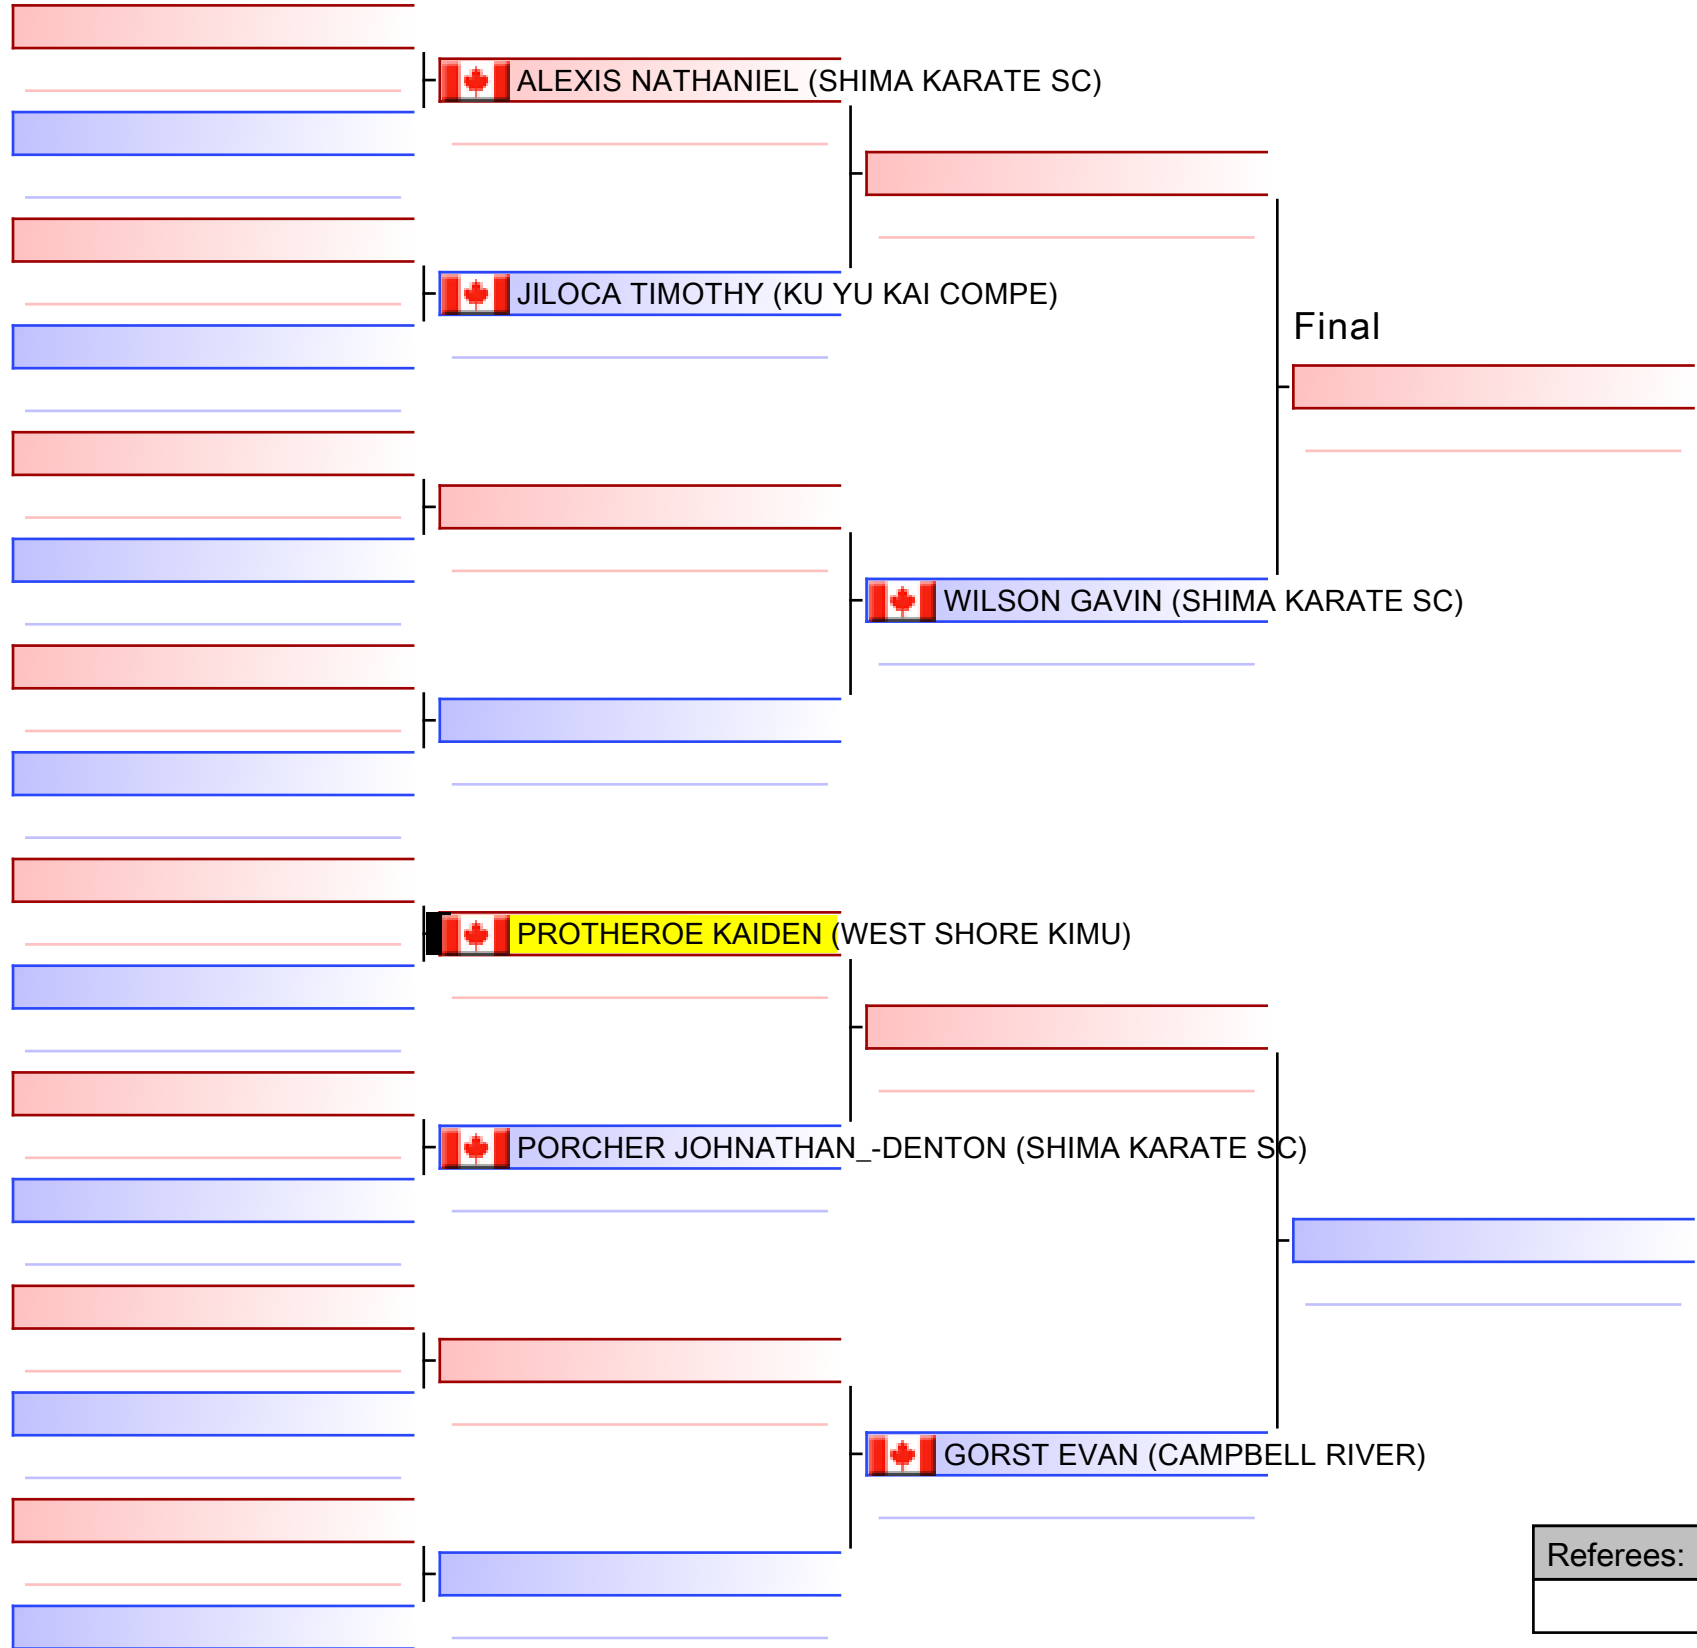 ALEXIS NATHANIEL (SHIMA KARATE SC)
JILOCA TIMOTHY (KU YU KAI COMPE)
Final
WILSON GAVIN (SHIMA KARATE SC)
PROTHEROE KAIDEN (WEST SHORE KIMU)
PORCHER JOHNATHAN_-DENTON (SHIMA KARATE SC)
GORST EVAN (CAMPBELL RIVER)
Referees: